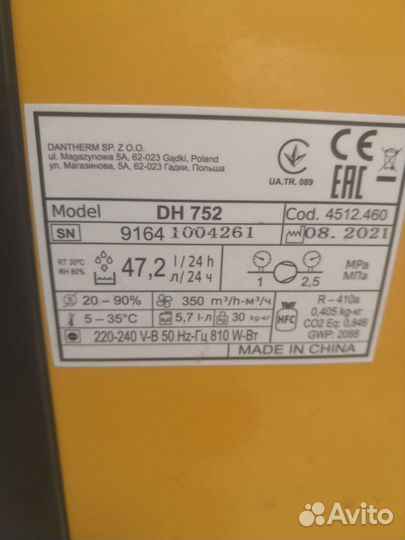 DANTHERM SP. Z O.O.
ul. Magazynowa 5A, 62-023 Gądki, Poland
ул. Магазинова, 5А, 62-023 Гадки, Польша
UA.TR. 089
CE
EAC
Model DH 752 Cod. 4512.460
SN 9164 1004261 08. 2021
RT 30°C
RH 80%
47,2 l / 24 h
л / 24 ч
1 2,5
MPa
МПа
20 – 90% 350 m³/h-м³/ч
5 – 35°C 5,7 l-л 30 kg-кг
220-240 V-В 50 Hz-Гц 810 W-Вт
HFC
R – 410a
0,405 kg-кг
CO2 Eq: 0,846
GWP: 2088
MADE IN CHINA
Avito